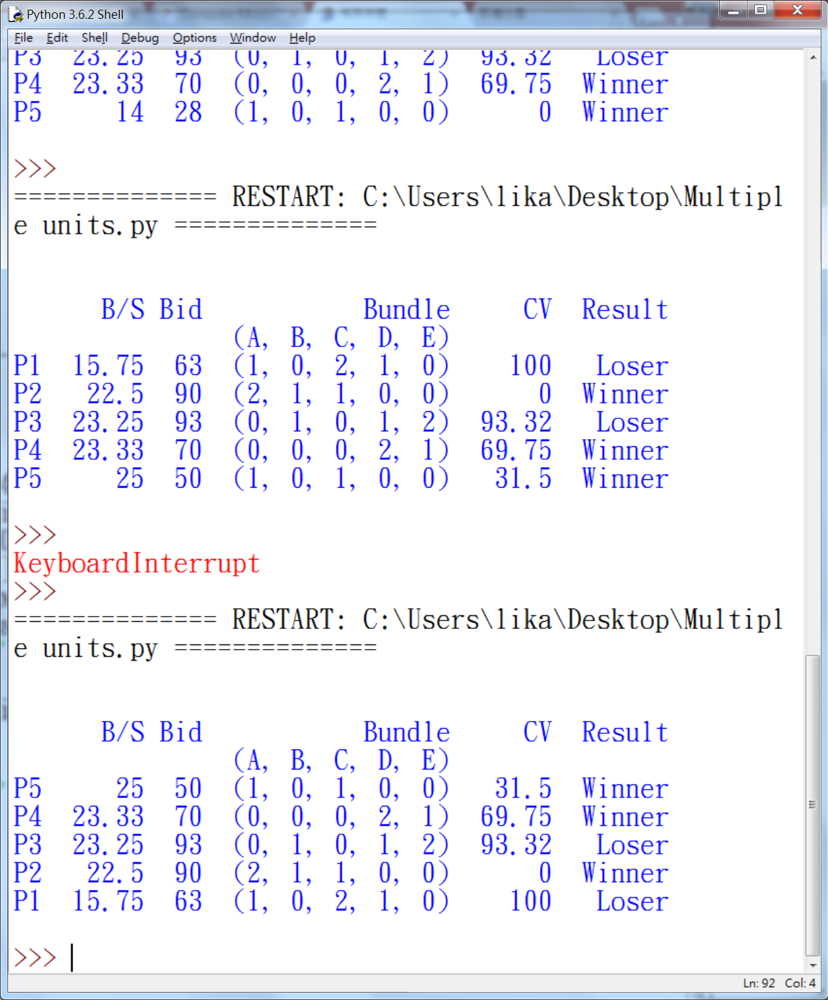 Python 3.6.2 Shell
File Edit Shell Debug Options Window Help
P3 23.25 93 (0, 1, 0, 1, 2) 93.32 Loser
P4 23.33 70 (0, 0, 0, 2, 1) 69.75 Winner
P5 14 28 (1, 0, 1, 0, 0) 0 Winner
>>>
============== RESTART: C:\Users\lika\Desktop\Multipl
e units.py ==============
B/S Bid Bundle CV Result
(A, B, C, D, E)
P1 15.75 63 (1, 0, 2, 1, 0) 100 Loser
P2 22.5 90 (2, 1, 1, 0, 0) 0 Winner
P3 23.25 93 (0, 1, 0, 1, 2) 93.32 Loser
P4 23.33 70 (0, 0, 0, 2, 1) 69.75 Winner
P5 25 50 (1, 0, 1, 0, 0) 31.5 Winner
>>>
KeyboardInterrupt
>>>
============== RESTART: C:\Users\lika\Desktop\Multipl
e units.py ==============
B/S Bid Bundle CV Result
(A, B, C, D, E)
P5 25 50 (1, 0, 1, 0, 0) 31.5 Winner
P4 23.33 70 (0, 0, 0, 2, 1) 69.75 Winner
P3 23.25 93 (0, 1, 0, 1, 2) 93.32 Loser
P2 22.5 90 (2, 1, 1, 0, 0) 0 Winner
P1 15.75 63 (1, 0, 2, 1, 0) 100 Loser
>>>
Ln: 92 Col: 4